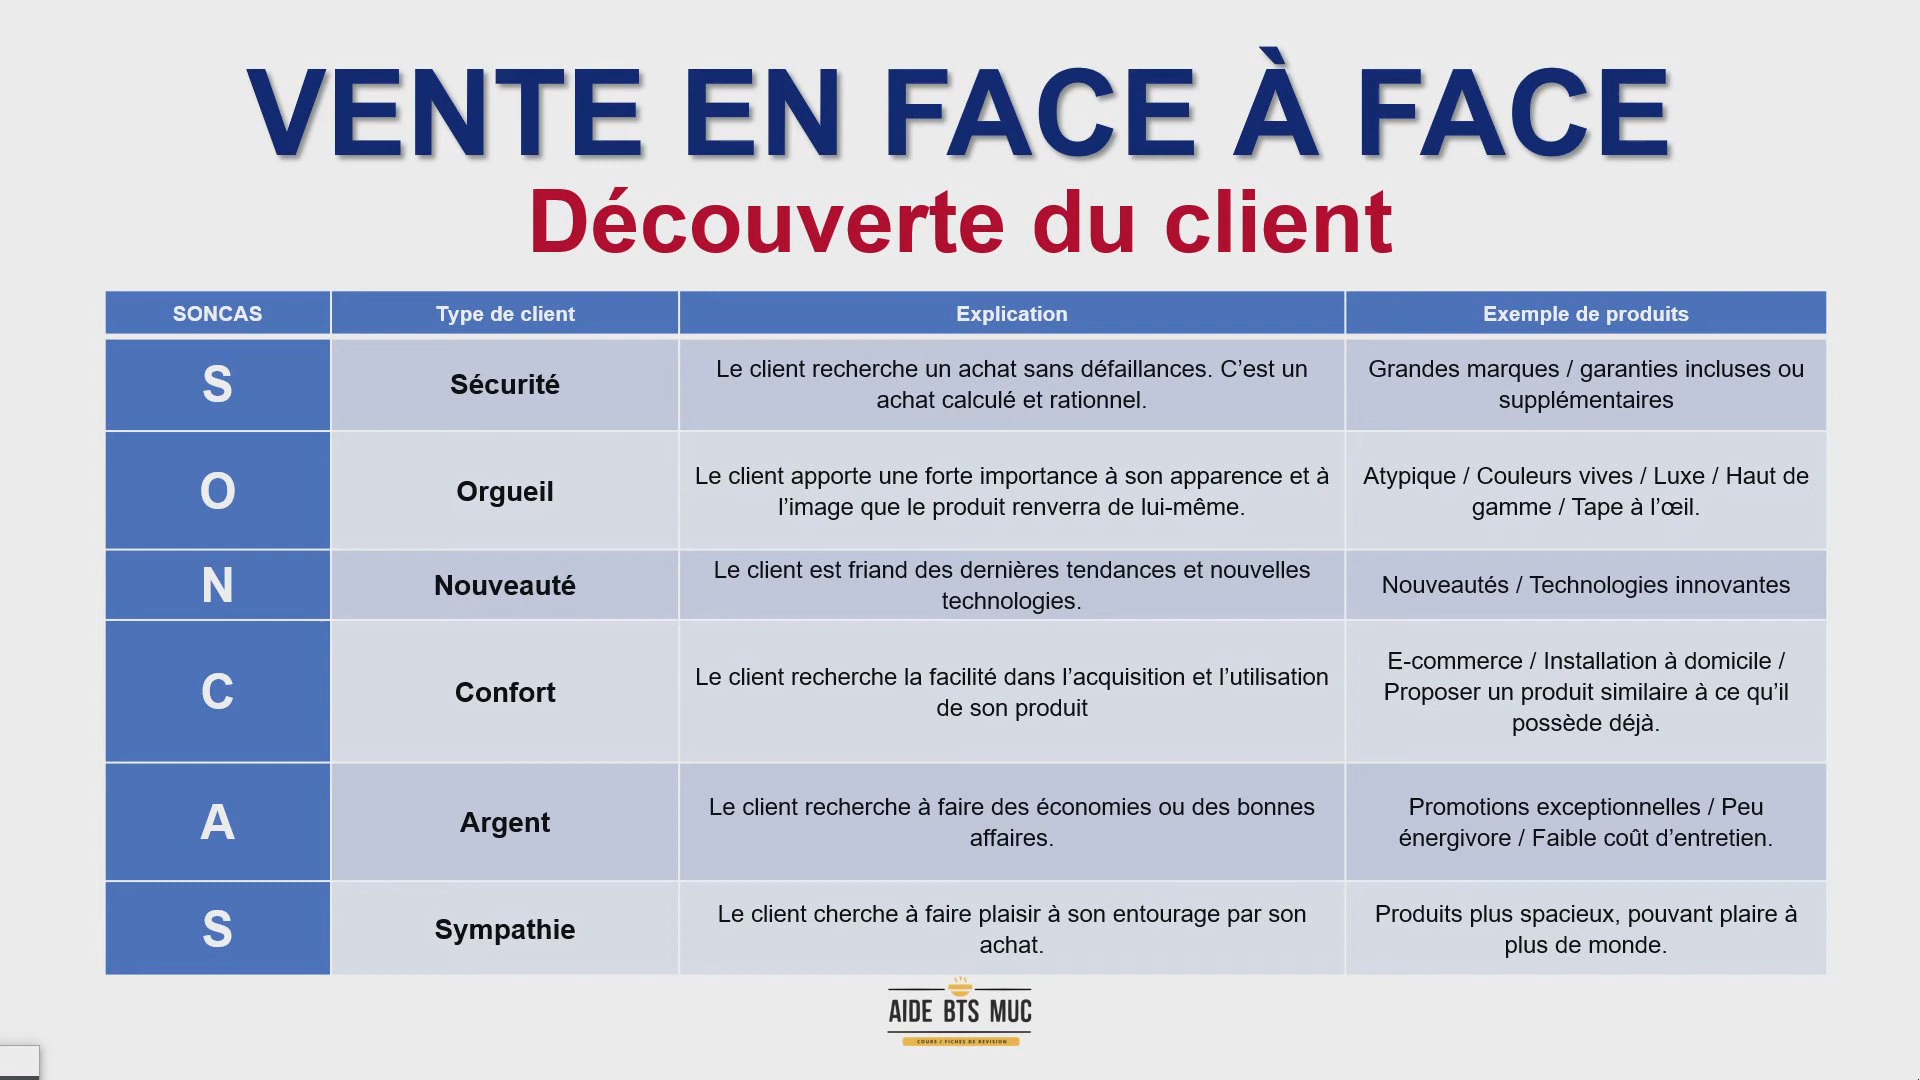 VENTE EN FACE À FACE
Découverte du client
SONCAS
Type de client
Explication
Exemple de produits
S
Sécurité
Le client recherche un achat sans défaillances. C’est un
achat calculé et rationnel.
Grandes marques / garanties incluses ou
supplémentaires
O
Orgueil
Le client apporte une forte importance à son apparence et à
l’image que le produit renverra de lui-même.
Atypique / Couleurs vives / Luxe / Haut de
gamme / Tape à l’œil.
N
Nouveauté
Le client est friand des dernières tendances et nouvelles
technologies.
Nouveautés / Technologies innovantes
C
Confort
Le client recherche la facilité dans l’acquisition et l’utilisation
de son produit
E-commerce / Installation à domicile /
Proposer un produit similaire à ce qu’il
possède déjà.
A
Argent
Le client recherche à faire des économies ou des bonnes
affaires.
Promotions exceptionnelles / Peu
énergivore / Faible coût d’entretien.
S
Sympathie
Le client cherche à faire plaisir à son entourage par son
achat.
Produits plus spacieux, pouvant plaire à
plus de monde.
AIDE BTS MUC
COURS / FICHES DE REVISION